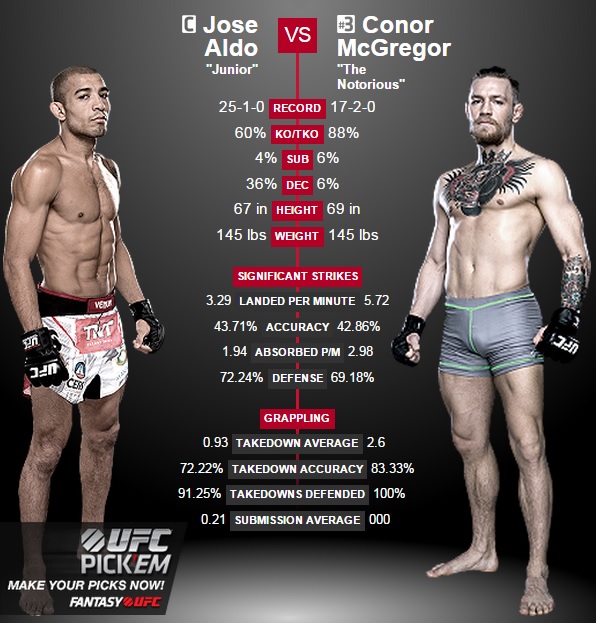 C Jose Aldo
"Junior"
VS
#3 Conor McGregor
"The Notorious"
25-1-0 RECORD 17-2-0
60% KO/TKO 88%
4% SUB 6%
36% DEC 6%
67 in HEIGHT 69 in
145 lbs WEIGHT 145 lbs
SIGNIFICANT STRIKES
3.29 LANDED PER MINUTE 5.72
43.71% ACCURACY 42.86%
1.94 ABSORBED P/M 2.98
72.24% DEFENSE 69.18%
GRAPPLING
0.93 TAKEDOWN AVERAGE 2.6
72.22% TAKEDOWN ACCURACY 83.33%
91.25% TAKEDOWNS DEFENDED 100%
0.21 SUBMISSION AVERAGE 000
VENUM
TNT
UFC
UFC
UFC
UFC
PICK'EM
MAKE YOUR PICKS NOW!
FANTASY UFC